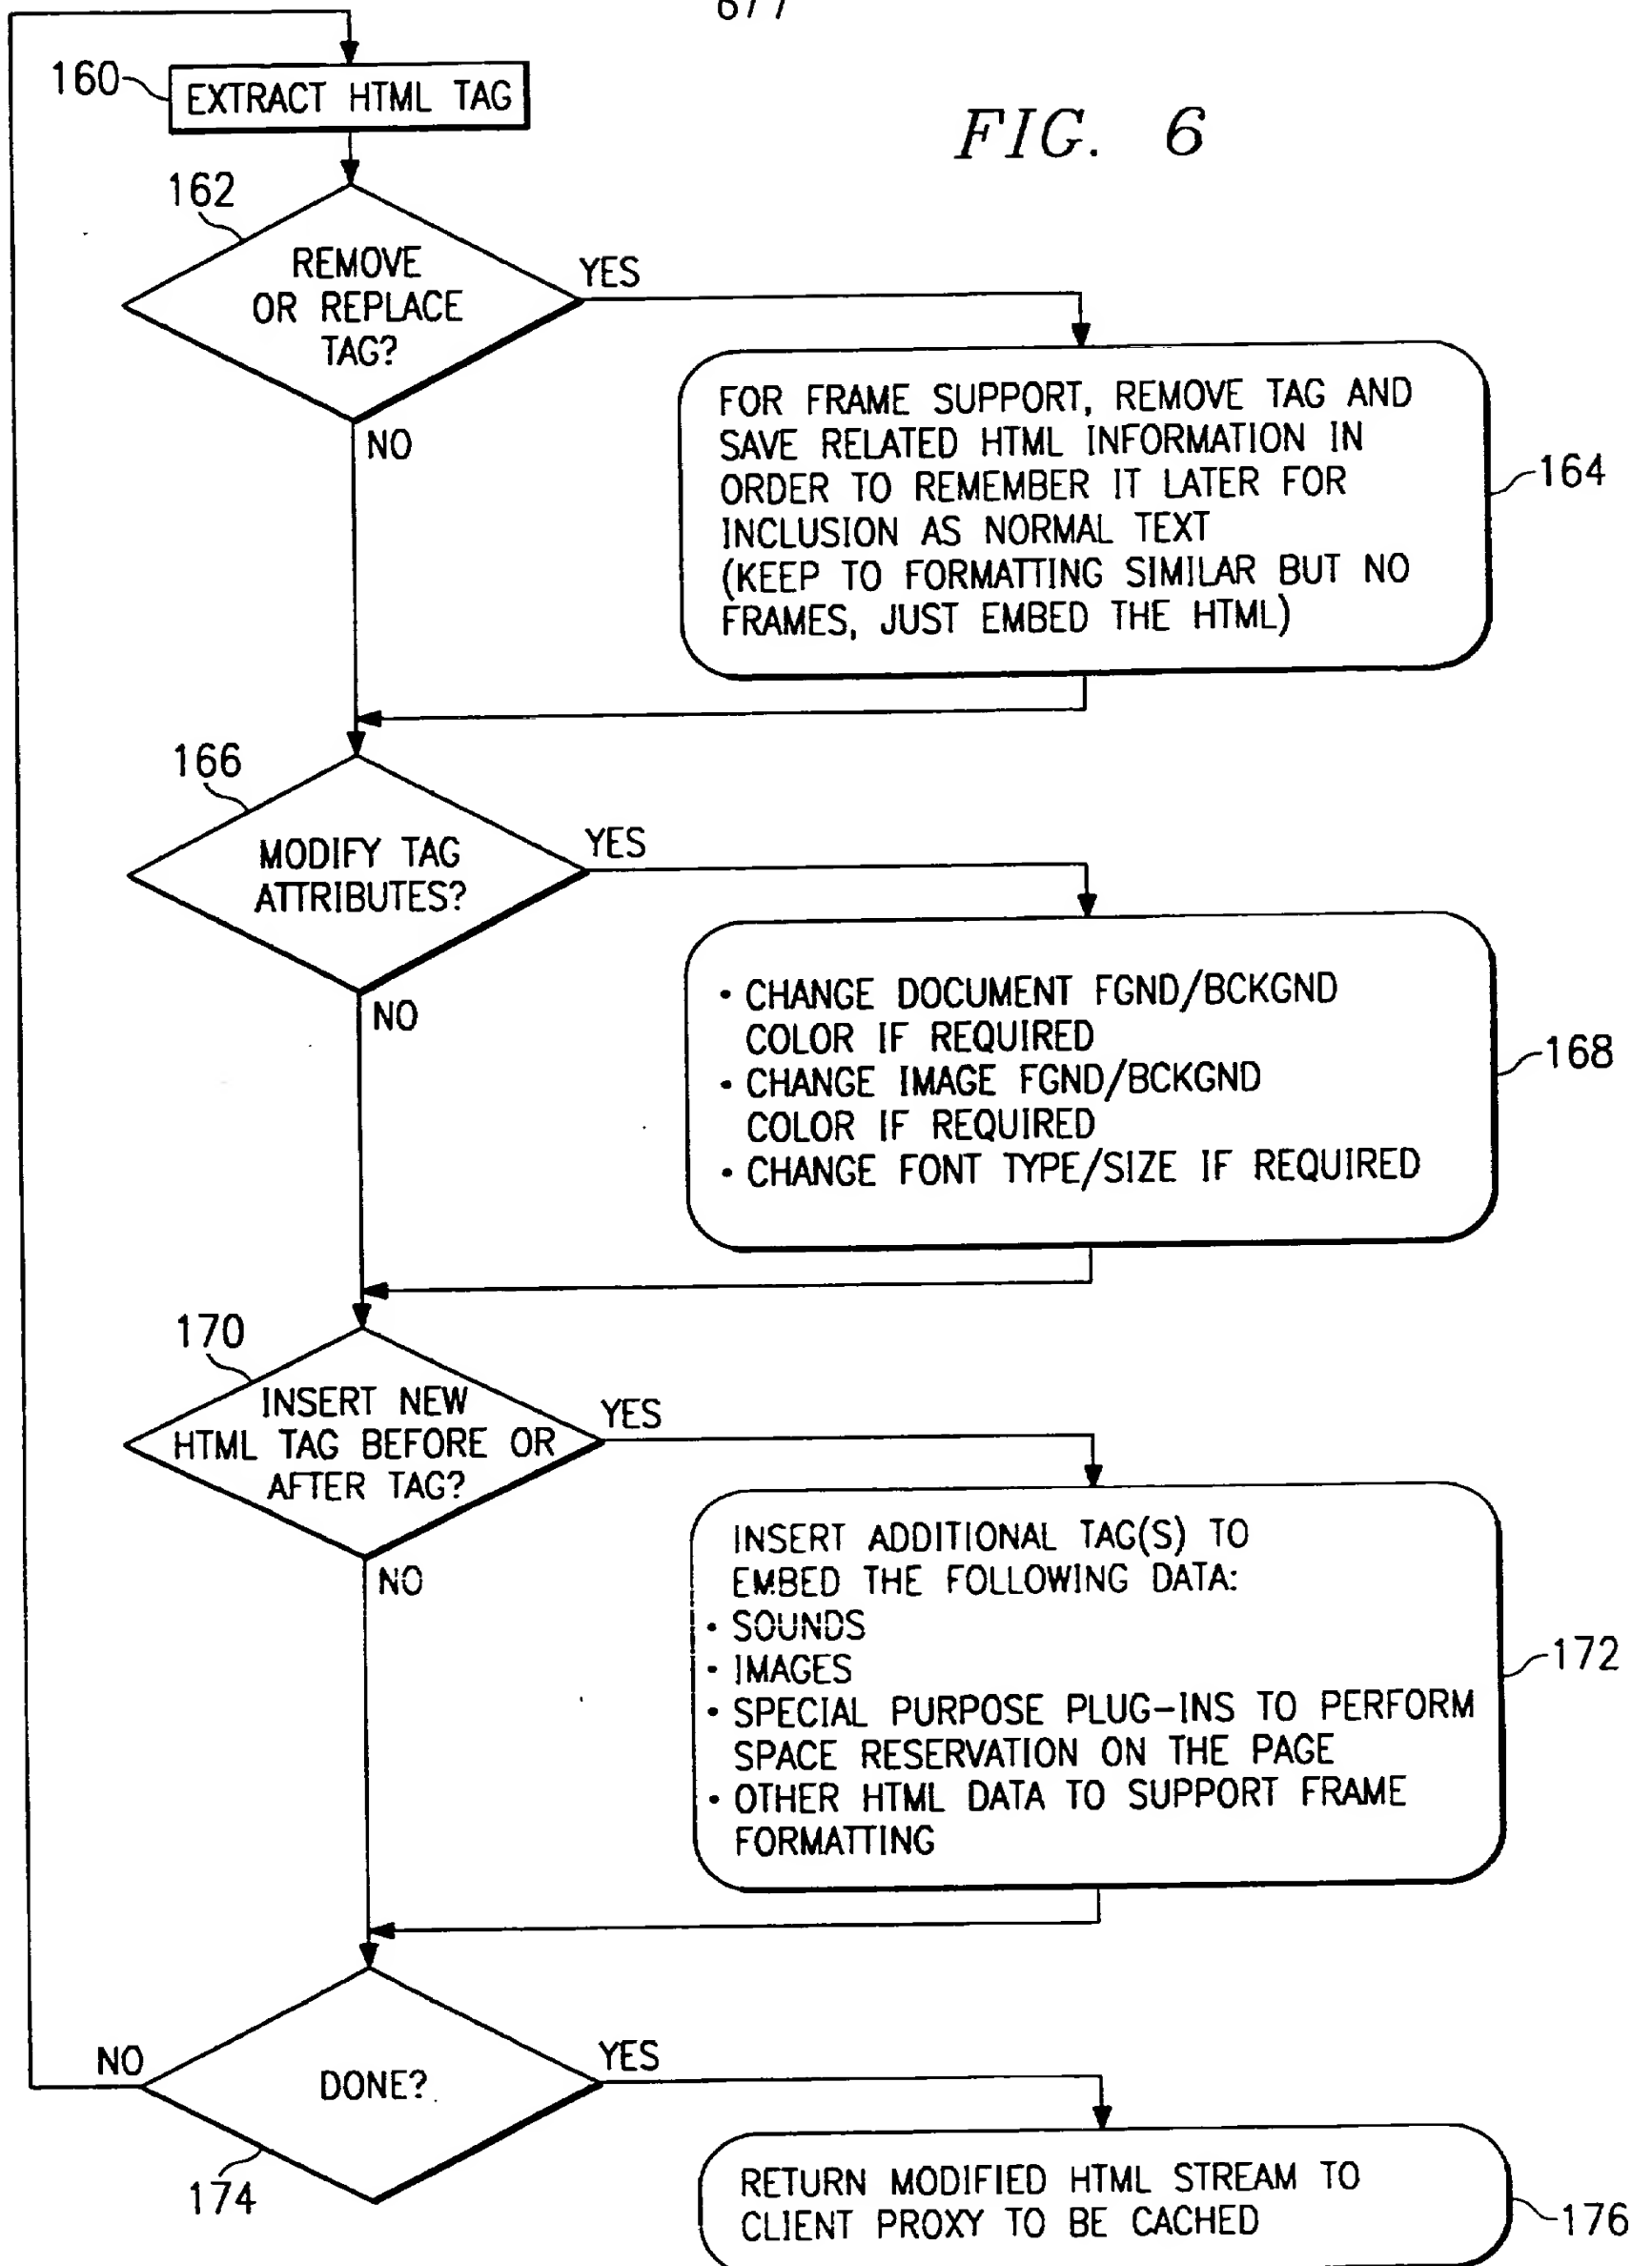 160
EXTRACT HTML TAG
FIG. 6
162
REMOVE
OR REPLACE
TAG?
YES
NO
FOR FRAME SUPPORT, REMOVE TAG AND
SAVE RELATED HTML INFORMATION IN
ORDER TO REMEMBER IT LATER FOR
INCLUSION AS NORMAL TEXT
(KEEP TO FORMATTING SIMILAR BUT NO
FRAMES, JUST EMBED THE HTML)
164
166
MODIFY TAG
ATTRIBUTES?
YES
NO
• CHANGE DOCUMENT FGND/BCKGND
COLOR IF REQUIRED
• CHANGE IMAGE FGND/BCKGND
COLOR IF REQUIRED
• CHANGE FONT TYPE/SIZE IF REQUIRED
168
170
INSERT NEW
HTML TAG BEFORE OR
AFTER TAG?
YES
NO
INSERT ADDITIONAL TAG(S) TO
EMBED THE FOLLOWING DATA:
• SOUNDS
• IMAGES
• SPECIAL PURPOSE PLUG-INS TO PERFORM
SPACE RESERVATION ON THE PAGE
• OTHER HTML DATA TO SUPPORT FRAME
FORMATTING
172
NO
DONE?
YES
174
RETURN MODIFIED HTML STREAM TO
CLIENT PROXY TO BE CACHED
176